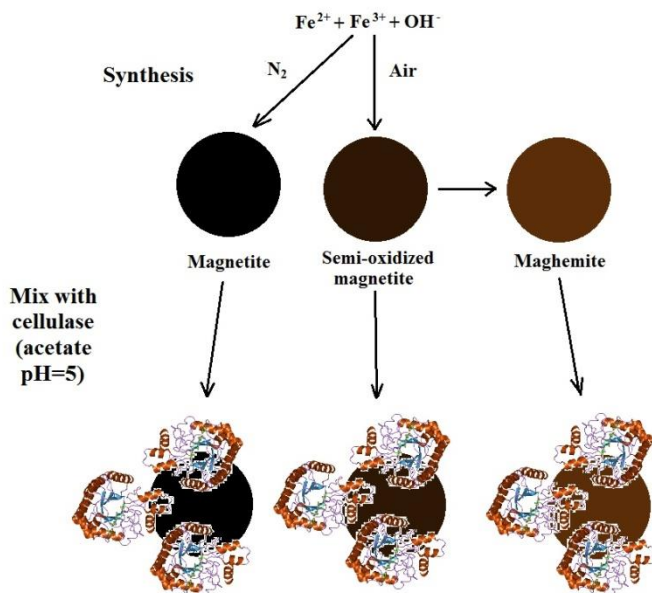 Fe²⁺ + Fe³⁺ + OH⁻
Synthesis
N₂
Air
Magnetite
Semi-oxidized
magnetite
Maghemite
Mix with
cellulase
(acetate
pH=5)